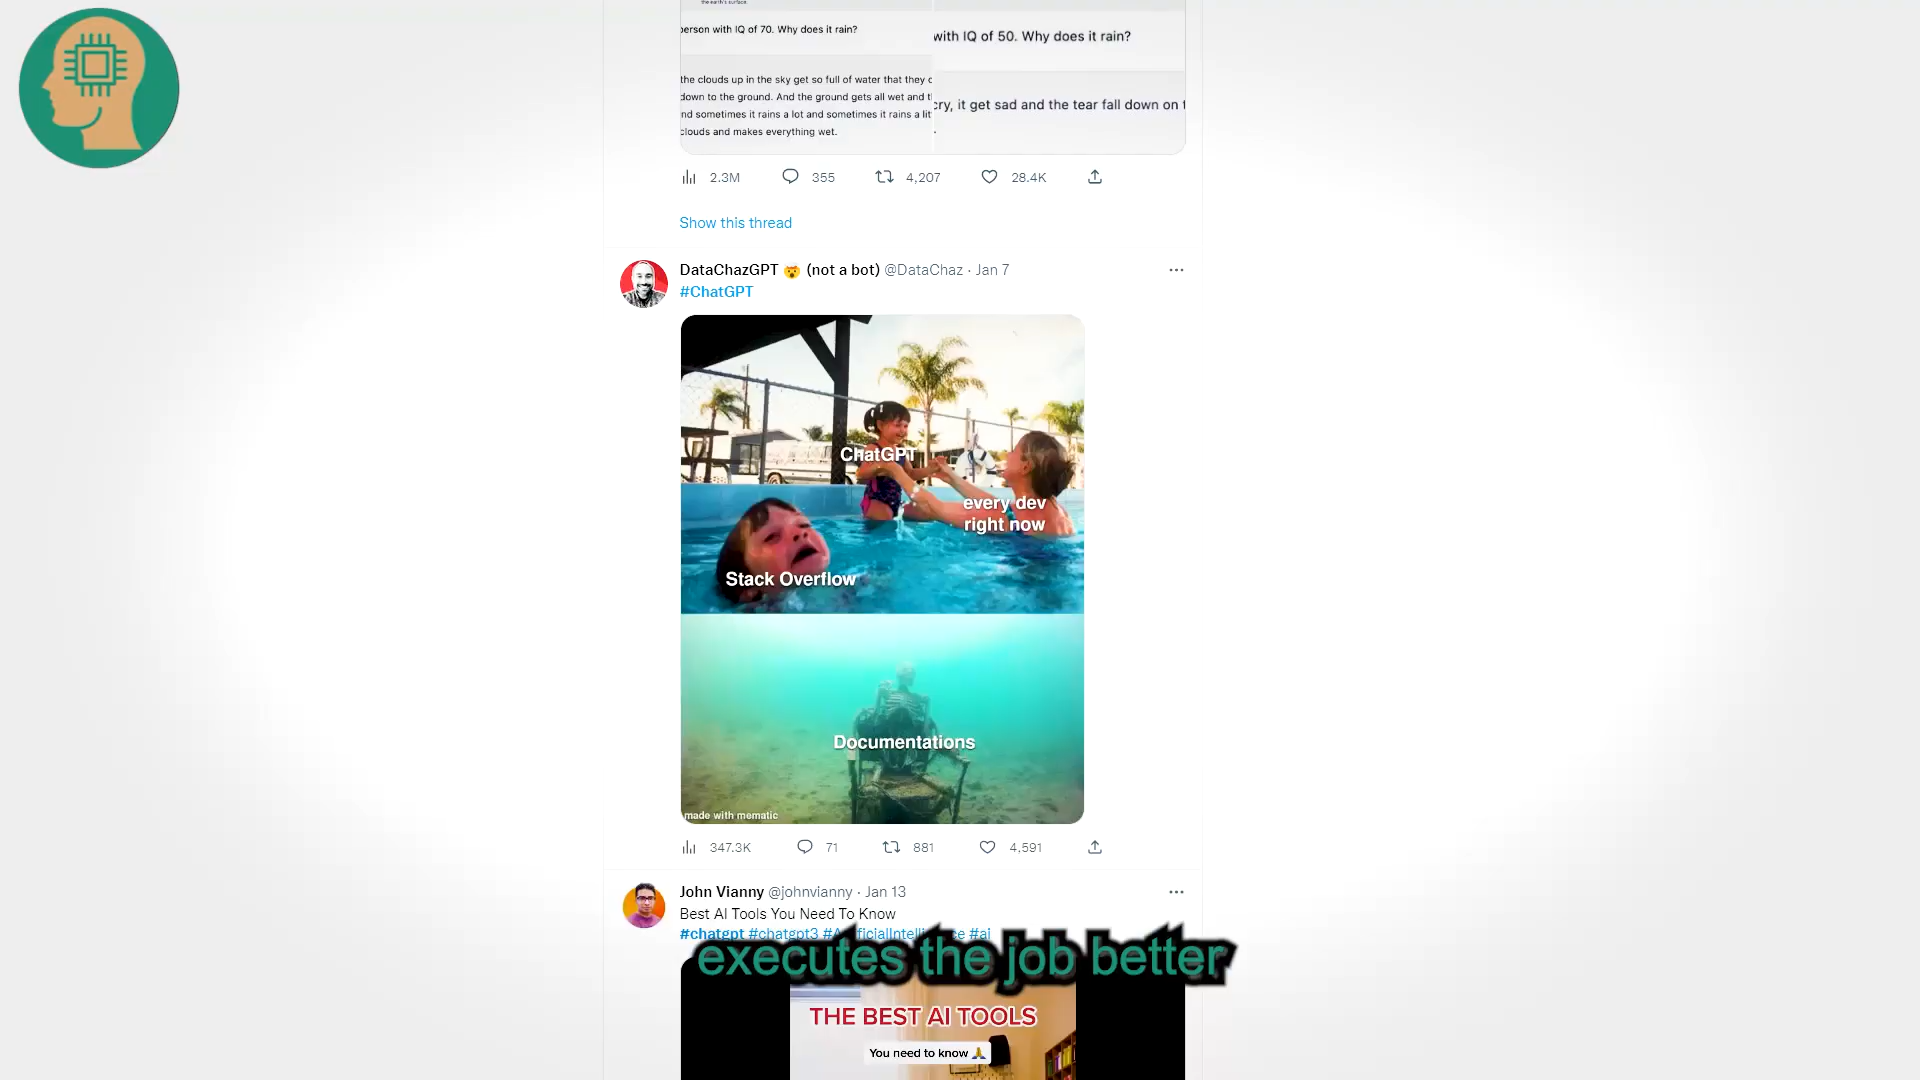 the earth's surface.
person with IQ of 70. Why does it rain?
with IQ of 50. Why does it rain?
the clouds up in the sky get so full of water that they
down to the ground. And the ground gets all wet and
nd sometimes it rains a lot and sometimes it rains a lit
clouds and makes everything wet.
cry, it get sad and the tear fall down on
2.3M 355 4,207 28.4K
Show this thread
DataChazGPT 🤯 (not a bot) @DataChaz · Jan 7
#ChatGPT
ChatGPT
every dev
right now
Stack Overflow
Documentations
made with mematic
347.3K 71 881 4,591
John Vianny @johnvianny · Jan 13
Best AI Tools You Need To Know
#chatgpt #chatgpt3 #ArtificialIntelligence #ai
executes the job better
THE BEST AI TOOLS
You need to know 🙏